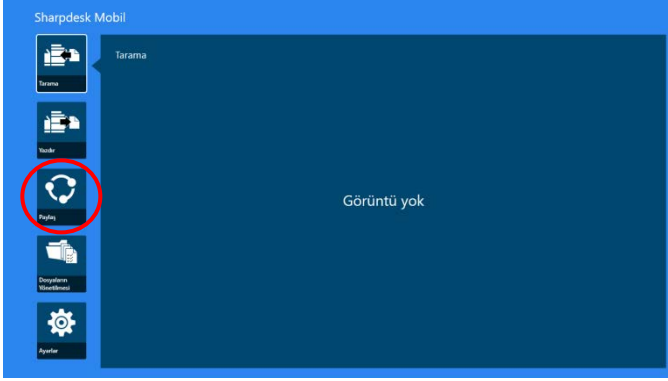 Sharpdesk Mobil
Tarama
Tarama
Yazdır
Görüntü yok
Paylaş
Dosyaların
Yönetilmesi
Ayarlar